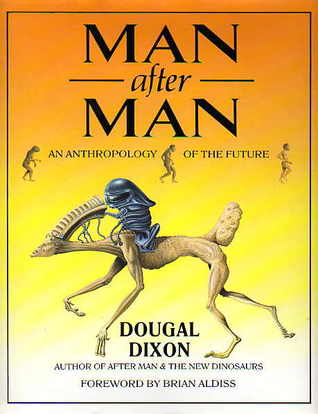 MAN
after
MAN
AN ANTHROPOLOGY OF THE FUTURE
DOUGAL
DIXON
AUTHOR OF AFTER MAN & THE NEW DINOSAURS
FOREWORD BY BRIAN ALDISS